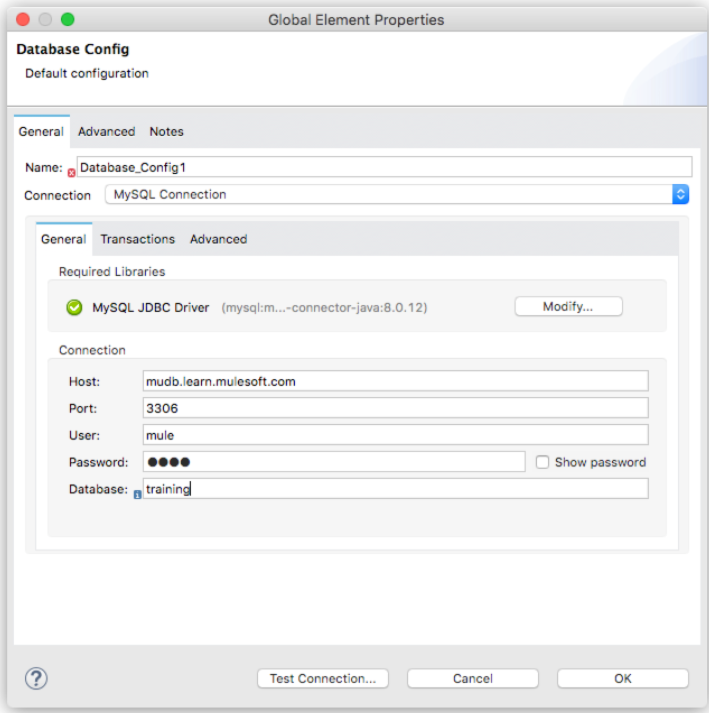 Global Element Properties
Database Config
Default configuration
General Advanced Notes
Name: Database_Config1
Connection MySQL Connection
General Transactions Advanced
Required Libraries
MySQL JDBC Driver (mysql:m...-connector-java:8.0.12) Modify...
Connection
Host: mudb.learn.mulesoft.com
Port: 3306
User: mule
Password: ●●●● Show password
Database: training
? Test Connection... Cancel OK